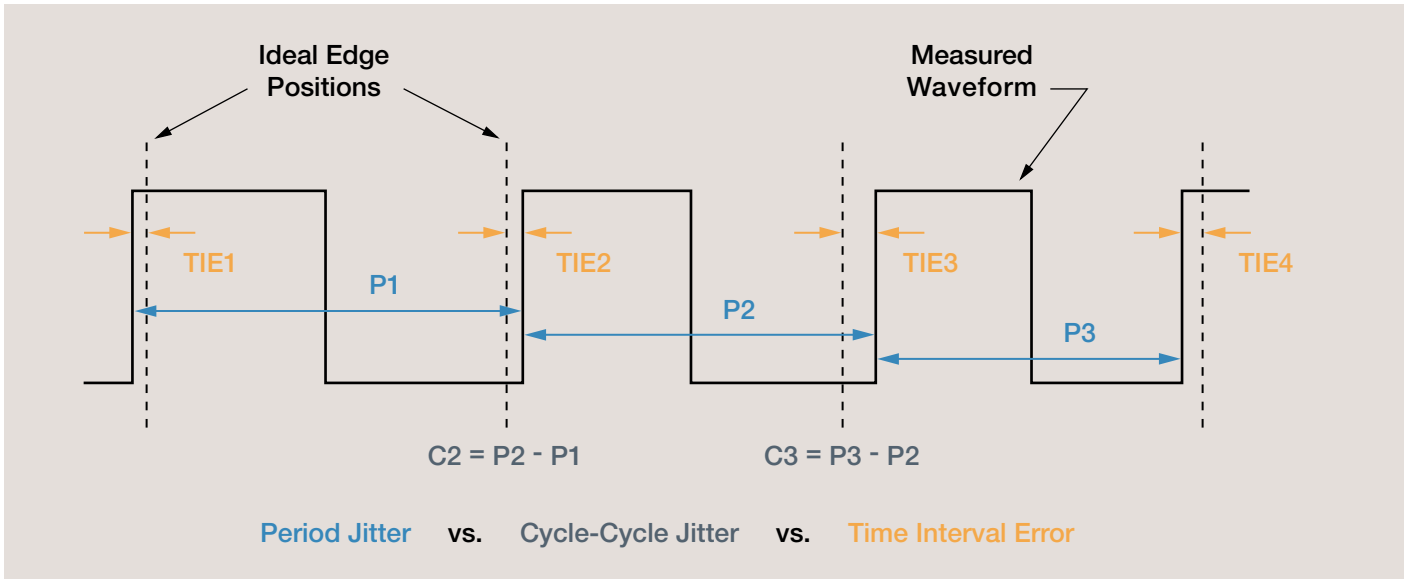 Ideal Edge
Positions
Measured
Waveform
TIE1
TIE2
TIE3
TIE4
P1
P2
P3
C2 = P2 - P1
C3 = P3 - P2
Period Jitter vs. Cycle-Cycle Jitter vs. Time Interval Error